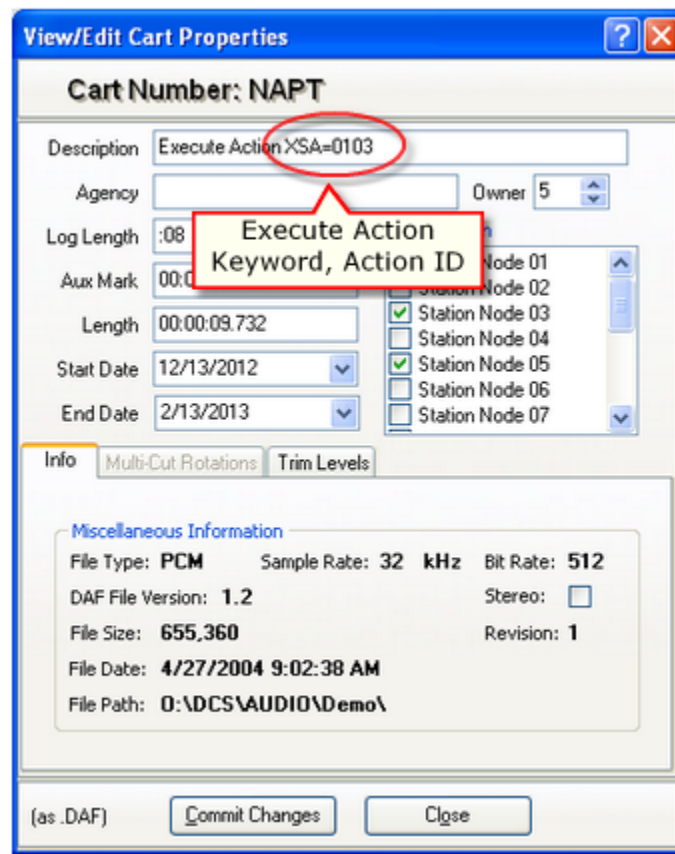 View/Edit Cart Properties
Cart Number: NAPT
Description Execute Action XSA=0103
Agency Owner 5
Log Length :08
Execute Action
Keyword, Action ID
Node 01
Aux Mark 00:0 Station Node 02
Length 00:00:09.732 Station Node 03
Station Node 04
Start Date 12/13/2012 Station Node 05
Station Node 06
End Date 2/13/2013 Station Node 07
Info Multi-Cut Rotations Trim Levels
Miscellaneous Information
File Type: PCM Sample Rate: 32 kHz Bit Rate: 512
DAF File Version: 1.2 Stereo:
File Size: 655,360 Revision: 1
File Date: 4/27/2004 9:02:38 AM
File Path: O:\DCS\AUDIO\Demo\
(as .DAF) Commit Changes Close